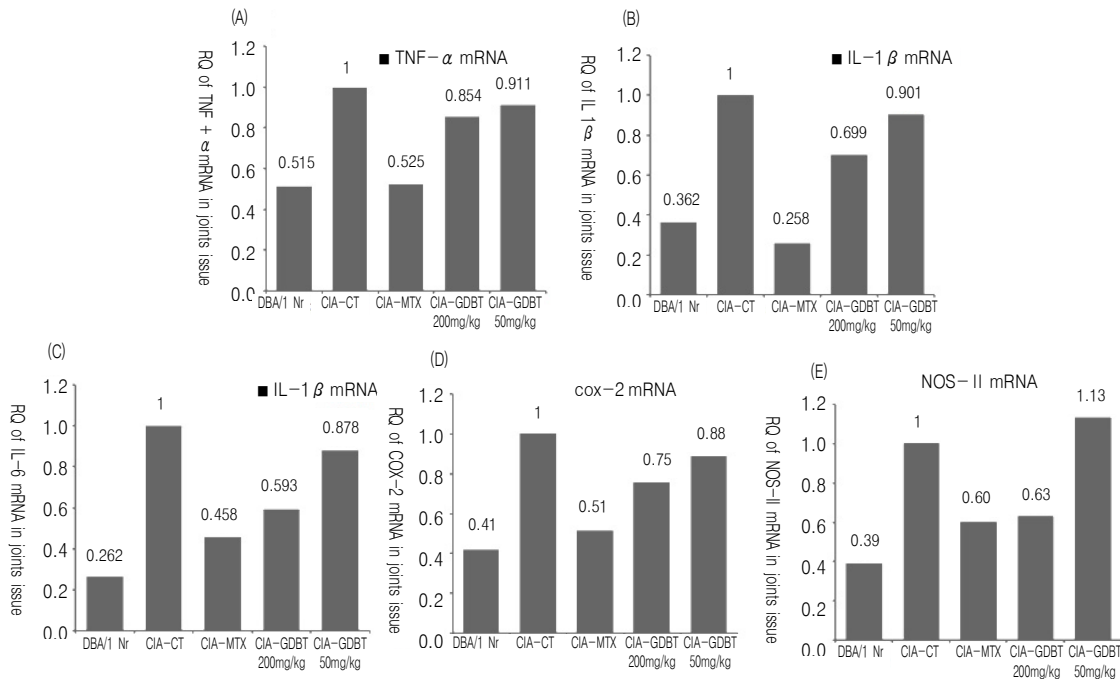 (A)
RQ of TNF + α mRNA in joints issue
■ TNF-α mRNA
1.2
1.0
0.8
0.6
0.4
0.2
0.0
0.515
1
0.525
0.854
0.911
DBA/1 Nr
CIA-CT
CIA-MTX
CIA-GDBT
200mg/kg
CIA-GDBT
50mg/kg
(B)
RQ of IL 1β mRNA in joints issue
■ IL-1 β mRNA
1.2
1.0
0.8
0.6
0.4
0.2
0.0
0.362
1
0.258
0.699
0.901
DBA/1 Nr
CIA-CT
CIA-MTX
CIA-GDBT
200mg/kg
CIA-GDBT
50mg/kg
(C)
RQ of IL-6 mRNA in joints issue
■ IL-1 β mRNA
1.2
1.0
0.8
0.6
0.4
0.2
0.0
0.262
1
0.458
0.593
0.878
DBA/1 Nr
CIA-CT
CIA-MTX
CIA-GDBT
200mg/kg
CIA-GDBT
50mg/kg
(D)
RQ of COX-2 mRNA in joints issue
cox-2 mRNA
1.2
1.0
0.8
0.6
0.4
0.2
0.0
0.41
1
0.51
0.75
0.88
DBA/1 Nr
CIA-CT
CIA-MTX
CIA-GDBT
200mg/kg
CIA-GDBT
50mg/kg
(E)
RQ of NOS-II mRNA in joints issue
NOS-II mRNA
1.2
1.0
0.8
0.6
0.4
0.2
0.0
0.39
1
0.60
0.63
1.13
DBA/1 Nr
CIA-CT
CIA-MTX
CIA-GDBT
200mg/kg
CIA-GDBT
50mg/kg